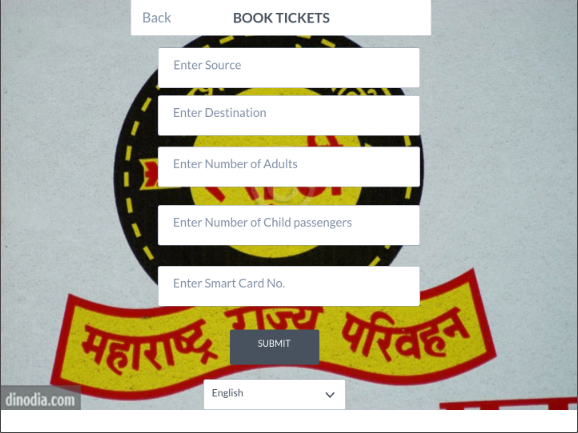 Back BOOK TICKETS
Enter Source
Enter Destination
Enter Number of Adults
Enter Number of Child passengers
Enter Smart Card No.
महाराष्ट्र राज्य परिवहन
SUBMIT
English
dinodia.com